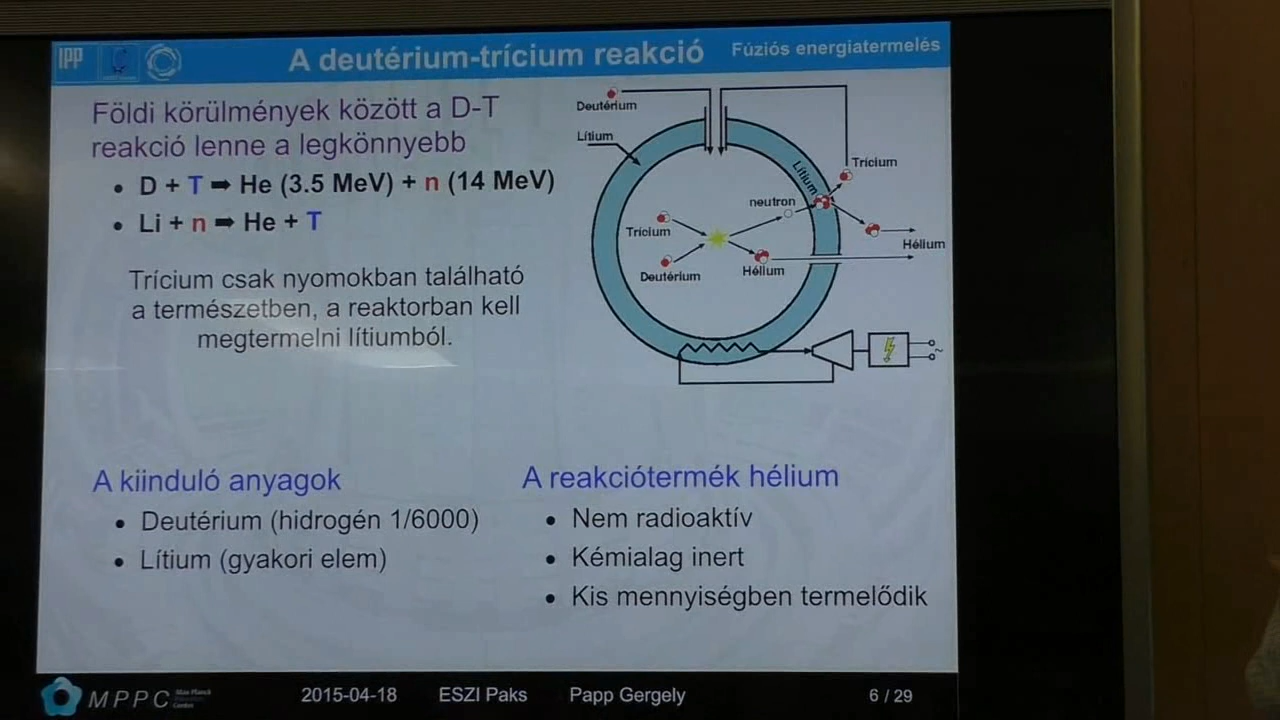 IPP
A deutérium-trícium reakció
Fúziós energiatermelés
Földi körülmények között a D-T
reakció lenne a legkönnyebb
• D + T ➡ He (3.5 MeV) + n (14 MeV)
• Li + n ➡ He + T
Trícium csak nyomokban található
a természetben, a reaktorban kell
megtermelni lítiumból.
Deutérium
Lítium
Lítium
Trícium
neutron
Trícium
Hélium
Deutérium
Hélium
~
A kiinduló anyagok
• Deutérium (hidrogén 1/6000)
• Lítium (gyakori elem)
A reakciótermék hélium
• Nem radioaktív
• Kémialag inert
• Kis mennyiségben termelődik
MPPC
Max Planck
Center
2015-04-18
ESZI Paks
Papp Gergely
6 / 29